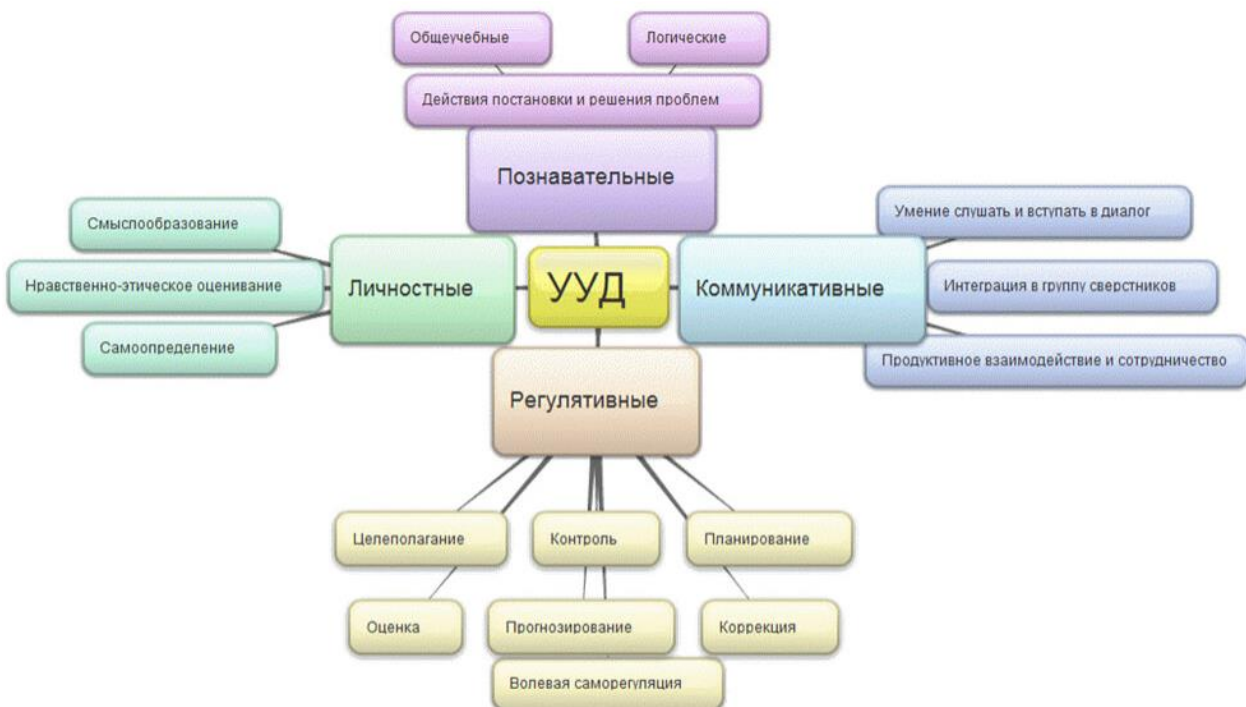 Общеучебные
Логические
Действия постановки и решения проблем
Познавательные
Смыслообразование
Нравственно-этическое оценивание
Самоопределение
Личностные
УУД
Коммуникативные
Умение слушать и вступать в диалог
Интеграция в группу сверстников
Продуктивное взаимодействие и сотрудничество
Регулятивные
Целеполагание
Контроль
Планирование
Оценка
Прогнозирование
Коррекция
Волевая саморегуляция